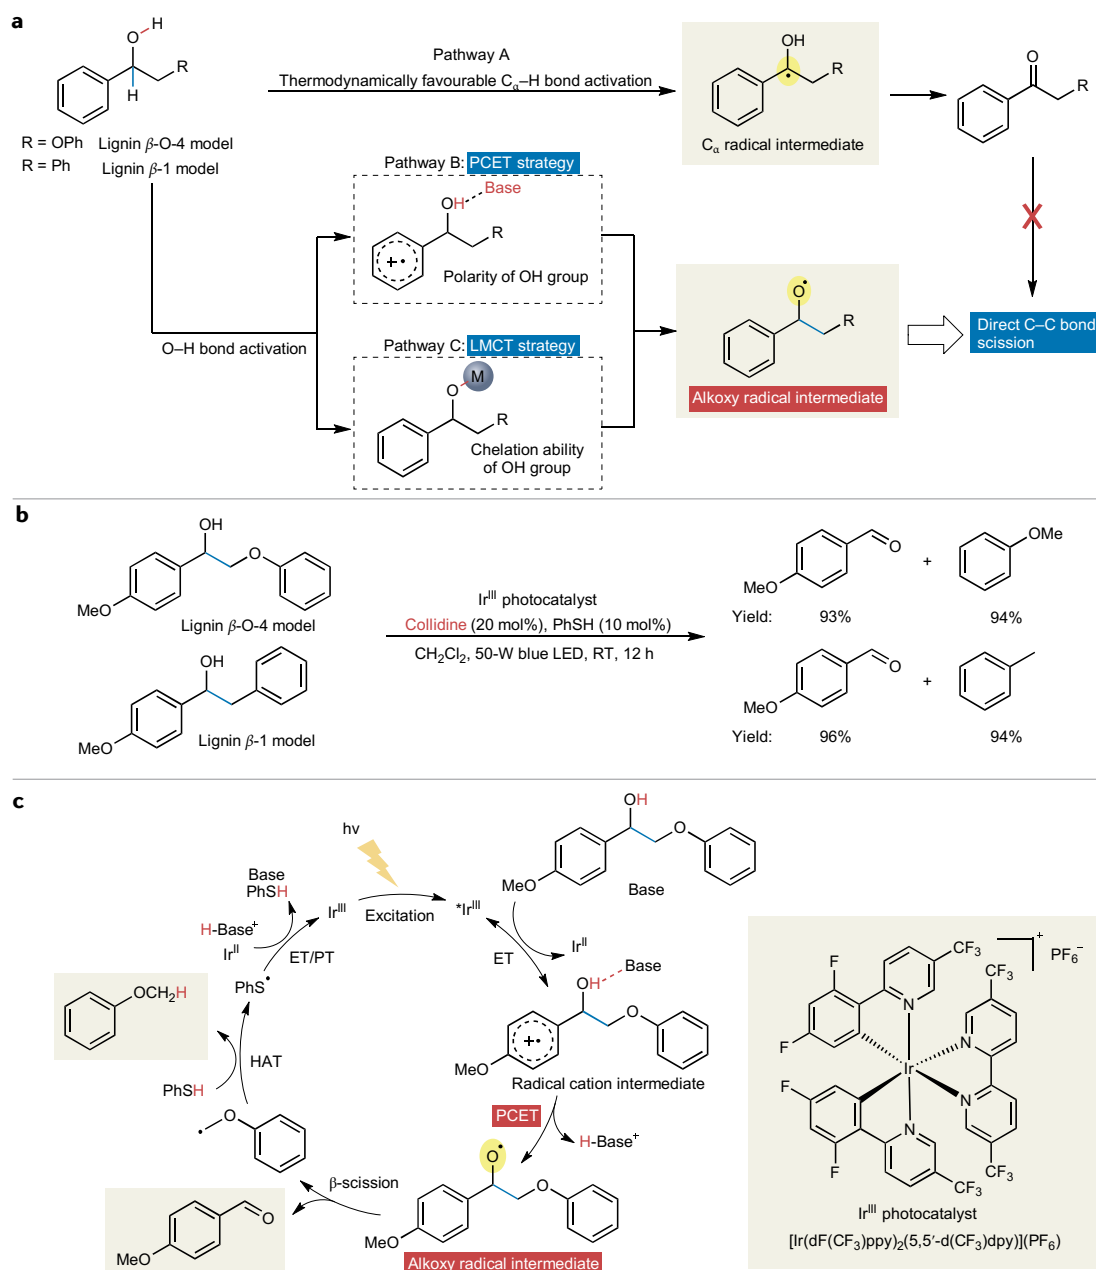 a
O H
H
R
R = OPh Lignin β-O-4 model
R = Ph Lignin β-1 model
Pathway A
Thermodynamically favourable Cα–H bond activation
OH
R
Cα radical intermediate
O
R
Pathway B: PCET strategy
OH Base
R
+•
Polarity of OH group
O–H bond activation
Pathway C: LMCT strategy
M
O
R
Chelation ability
of OH group
O•
R
Alkoxy radical intermediate
Direct C–C bond
scission
b
OH
O
MeO
Lignin β-O-4 model
OH
MeO
Lignin β-1 model
IrIII photocatalyst
Collidine (20 mol%), PhSH (10 mol%)
CH2Cl2, 50-W blue LED, RT, 12 h
O
MeO
+
OMe
Yield: 93% 94%
O
MeO
+
Yield: 96% 94%
c
hv
Base
PhSH
H-Base+
IrII
ET/PT
IrIII
Excitation
*IrIII
OH
O
MeO
Base
IrII
ET
OH Base
O
+•
MeO
Radical cation intermediate
PCET
H-Base+
O•
O
MeO
Alkoxy radical intermediate
β-scission
O
MeO
• O
HAT
PhSH
OCH2H
PhS•
CF3
F
N
F
Ir
N
CF3
F
N
F
N
CF3
CF3
+
PF6−
IrIII photocatalyst
[Ir(dF(CF3)ppy)2(5,5′-d(CF3)dpy)](PF6)